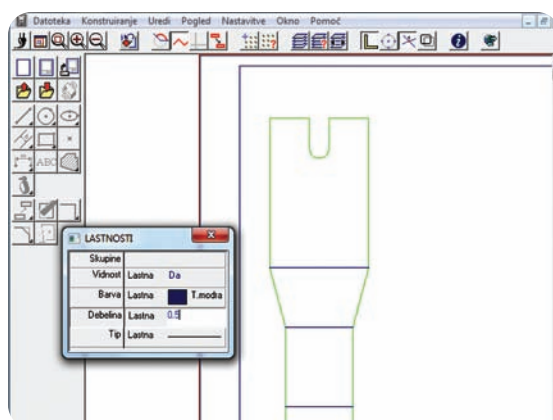 Datoteka Konstruiranje Uredi Pogled Nastavitve Okno Pomoč
ABC
LASTNOSTI
Skupine
Vidnost Lastna Da
Barva Lastna T.modra
Debelina Lastna 0.5
Tip Lastna